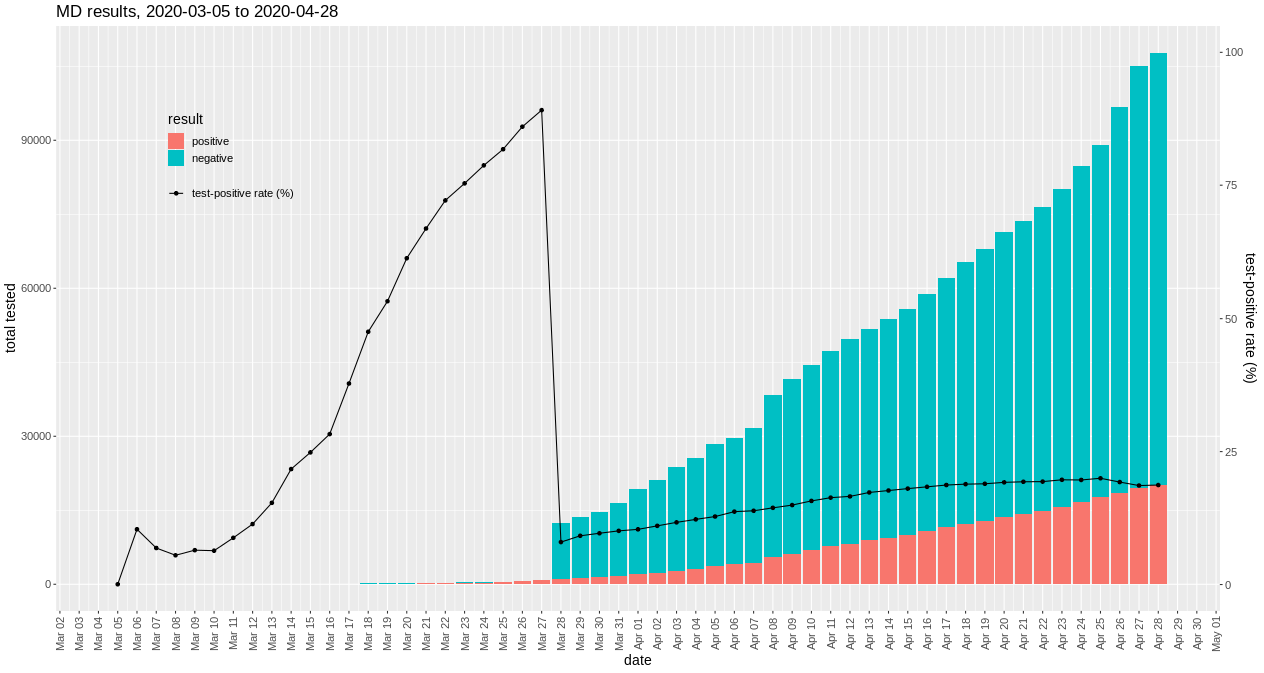 MD results, 2020-03-05 to 2020-04-28
result
positive
negative
test-positive rate (%)
total tested
90000
60000
30000
0
100
75
50
25
0
test-positive rate (%)
Mar 02
Mar 03
Mar 04
Mar 05
Mar 06
Mar 07
Mar 08
Mar 09
Mar 10
Mar 11
Mar 12
Mar 13
Mar 14
Mar 15
Mar 16
Mar 17
Mar 18
Mar 19
Mar 20
Mar 21
Mar 22
Mar 23
Mar 24
Mar 25
Mar 26
Mar 27
Mar 28
Mar 29
Mar 30
Mar 31
Apr 01
Apr 02
Apr 03
Apr 04
Apr 05
Apr 06
Apr 07
Apr 08
Apr 09
Apr 10
Apr 11
Apr 12
Apr 13
Apr 14
Apr 15
Apr 16
Apr 17
Apr 18
Apr 19
Apr 20
Apr 21
Apr 22
Apr 23
Apr 24
Apr 25
Apr 26
Apr 27
Apr 28
Apr 29
Apr 30
May 01
date